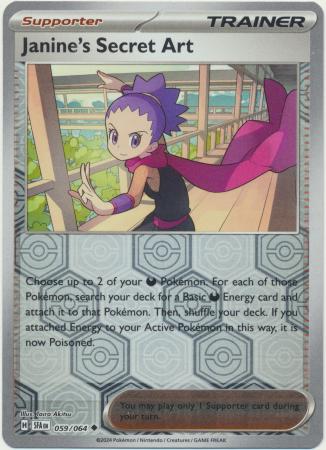 Supporter
TRAINER
Janine's Secret Art
Choose up to 2 of your Pokémon. For each of those
Pokémon, search your deck for a Basic Energy card and
attach it to that Pokémon. Then, shuffle your deck. If you
attached Energy to your Active Pokémon in this way, it is
now Poisoned.
Illus. Taira Akitsu
H SFA EN 059/064
You may play only 1 Supporter card during
your turn.
©2024 Pokémon / Nintendo / Creatures / GAME FREAK